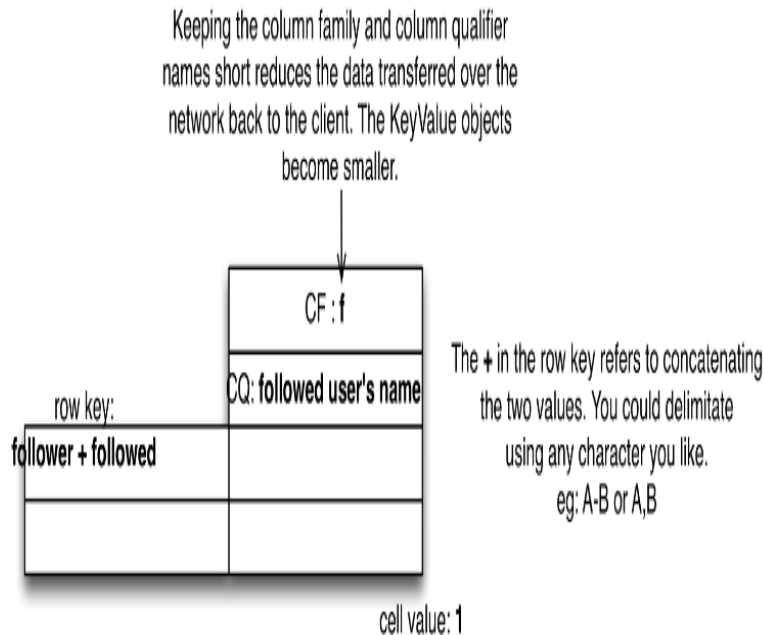 Keeping the column family and column qualifier
names short reduces the data transferred over the
network back to the client. The KeyValue objects
become smaller.
CF : f
CQ: followed user's name
row key:
follower + followed
The + in the row key refers to concatenating
the two values. You could delimitate
using any character you like.
eg: A-B or A,B
cell value: 1